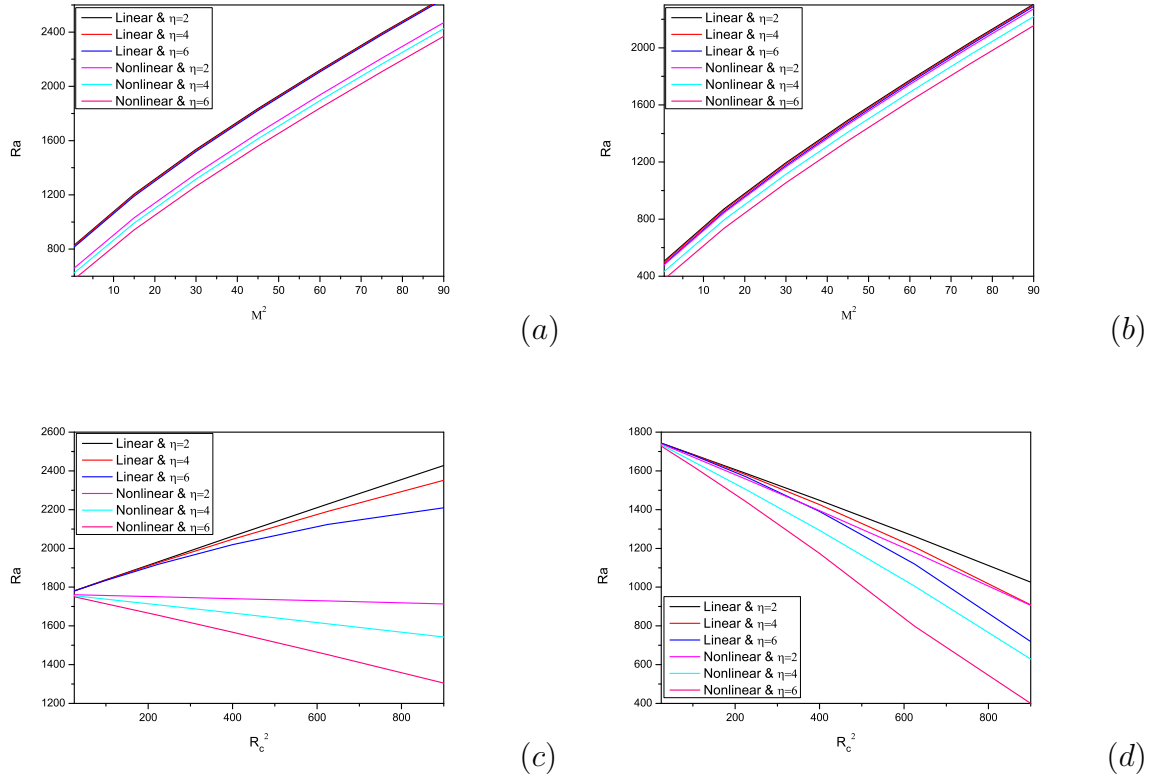 Linear & η=2
Linear & η=4
Linear & η=6
Nonlinear & η=2
Nonlinear & η=4
Nonlinear & η=6
2400
2000
1600
1200
800
Ra
10 20 30 40 50 60 70 80 90
M²
(a)
Linear & η=2
Linear & η=4
Linear & η=6
Nonlinear & η=2
Nonlinear & η=4
Nonlinear & η=6
2000
1600
1200
800
400
Ra
10 20 30 40 50 60 70 80 90
M²
(b)
Linear & η=2
Linear & η=4
Linear & η=6
Nonlinear & η=2
Nonlinear & η=4
Nonlinear & η=6
2600
2400
2200
2000
1800
1600
1400
1200
Ra
200 400 600 800
R_c²
(c)
1800
1600
1400
1200
1000
800
600
400
Ra
Linear & η=2
Linear & η=4
Linear & η=6
Nonlinear & η=2
Nonlinear & η=4
Nonlinear & η=6
200 400 600 800
R_c²
(d)